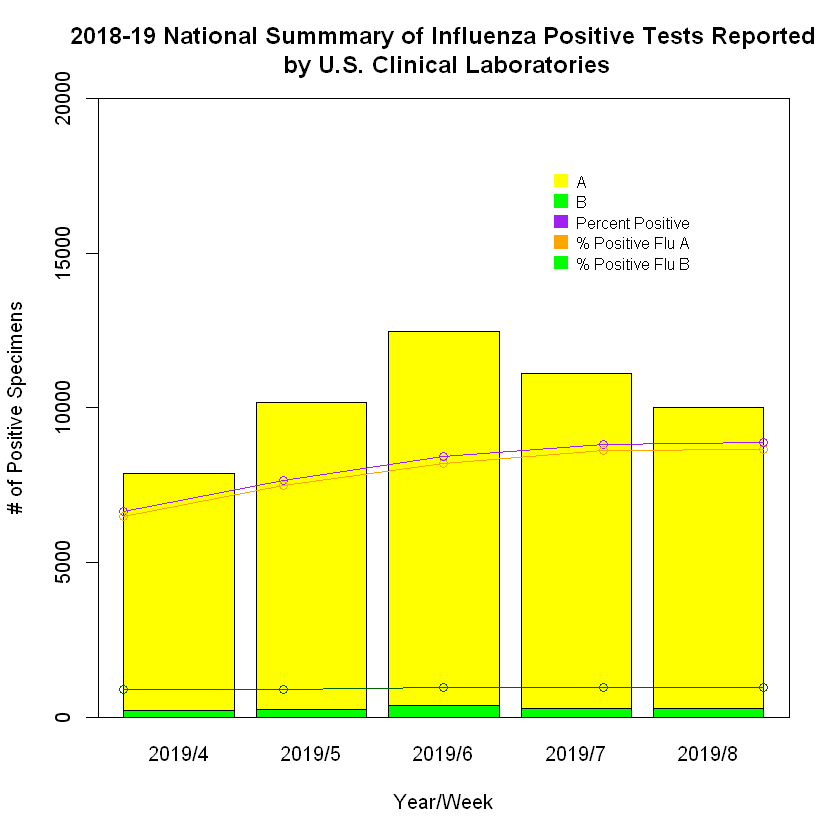 2018-19 National Summmary of Influenza Positive Tests Reported
by U.S. Clinical Laboratories
20000
15000
10000
5000
0
# of Positive Specimens
A
B
Percent Positive
% Positive Flu A
% Positive Flu B
2019/4 2019/5 2019/6 2019/7 2019/8
Year/Week